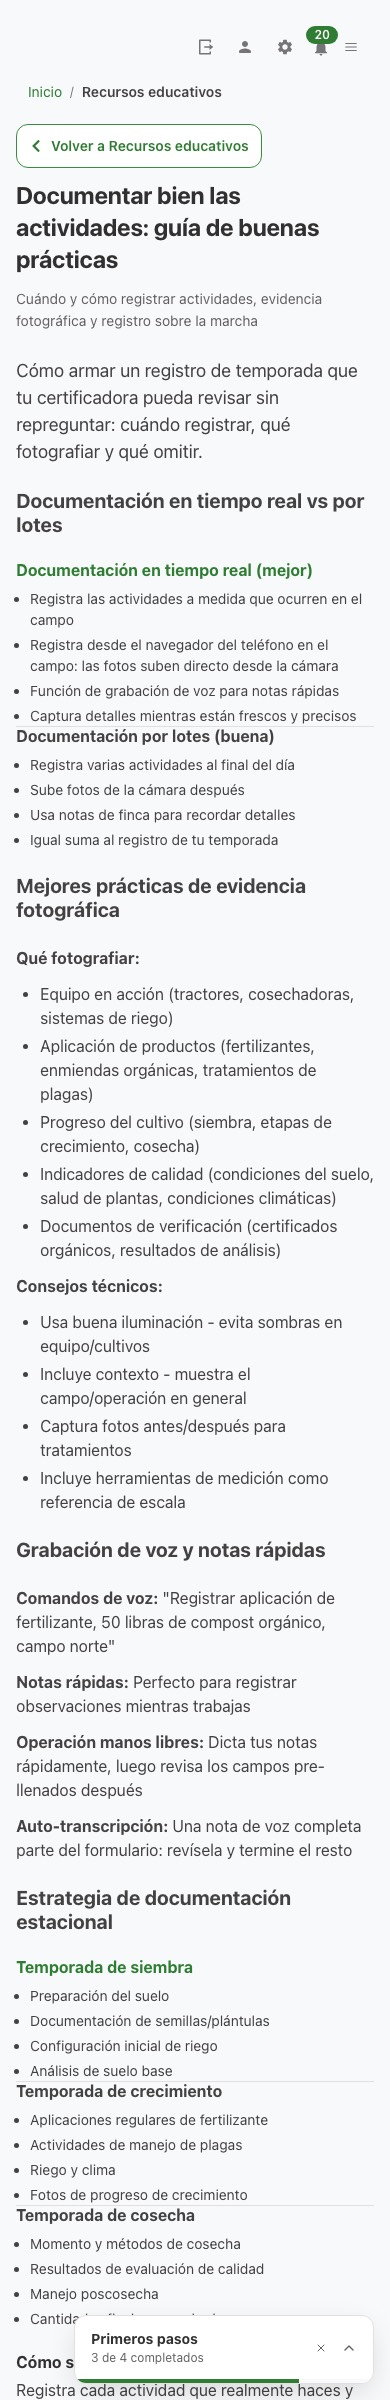 20
Inicio / Recursos educativos
Volver a Recursos educativos
Documentar bien las
actividades: guía de buenas
prácticas
Cuándo y cómo registrar actividades, evidencia
fotográfica y registro sobre la marcha
Cómo armar un registro de temporada que
tu certificadora pueda revisar sin
repreguntar: cuándo registrar, qué
fotografiar y qué omitir.
Documentación en tiempo real vs por
lotes
Documentación en tiempo real (mejor)
Registra las actividades a medida que ocurren en el
campo
Registra desde el navegador del teléfono en el
campo: las fotos suben directo desde la cámara
Función de grabación de voz para notas rápidas
Captura detalles mientras están frescos y precisos
Documentación por lotes (buena)
Registra varias actividades al final del día
Sube fotos de la cámara después
Usa notas de finca para recordar detalles
Igual suma al registro de tu temporada
Mejores prácticas de evidencia
fotográfica
Qué fotografiar:
Equipo en acción (tractores, cosechadoras,
sistemas de riego)
Aplicación de productos (fertilizantes,
enmiendas orgánicas, tratamientos de
plagas)
Progreso del cultivo (siembra, etapas de
crecimiento, cosecha)
Indicadores de calidad (condiciones del suelo,
salud de plantas, condiciones climáticas)
Documentos de verificación (certificados
orgánicos, resultados de análisis)
Consejos técnicos:
Usa buena iluminación - evita sombras en
equipo/cultivos
Incluye contexto - muestra el
campo/operación en general
Captura fotos antes/después para
tratamientos
Incluye herramientas de medición como
referencia de escala
Grabación de voz y notas rápidas
Comandos de voz: "Registrar aplicación de
fertilizante, 50 libras de compost orgánico,
campo norte"
Notas rápidas: Perfecto para registrar
observaciones mientras trabajas
Operación manos libres: Dicta tus notas
rápidamente, luego revisa los campos pre-
llenados después
Auto-transcripción: Una nota de voz completa
parte del formulario: revísela y termine el resto
Estrategia de documentación
estacional
Temporada de siembra
Preparación del suelo
Documentación de semillas/plántulas
Configuración inicial de riego
Análisis de suelo base
Temporada de crecimiento
Aplicaciones regulares de fertilizante
Actividades de manejo de plagas
Riego y clima
Fotos de progreso de crecimiento
Temporada de cosecha
Momento y métodos de cosecha
Resultados de evaluación de calidad
Manejo poscosecha
Primeros pasos
3 de 4 completados
Cómo
Registra cada actividad que realmente haces y